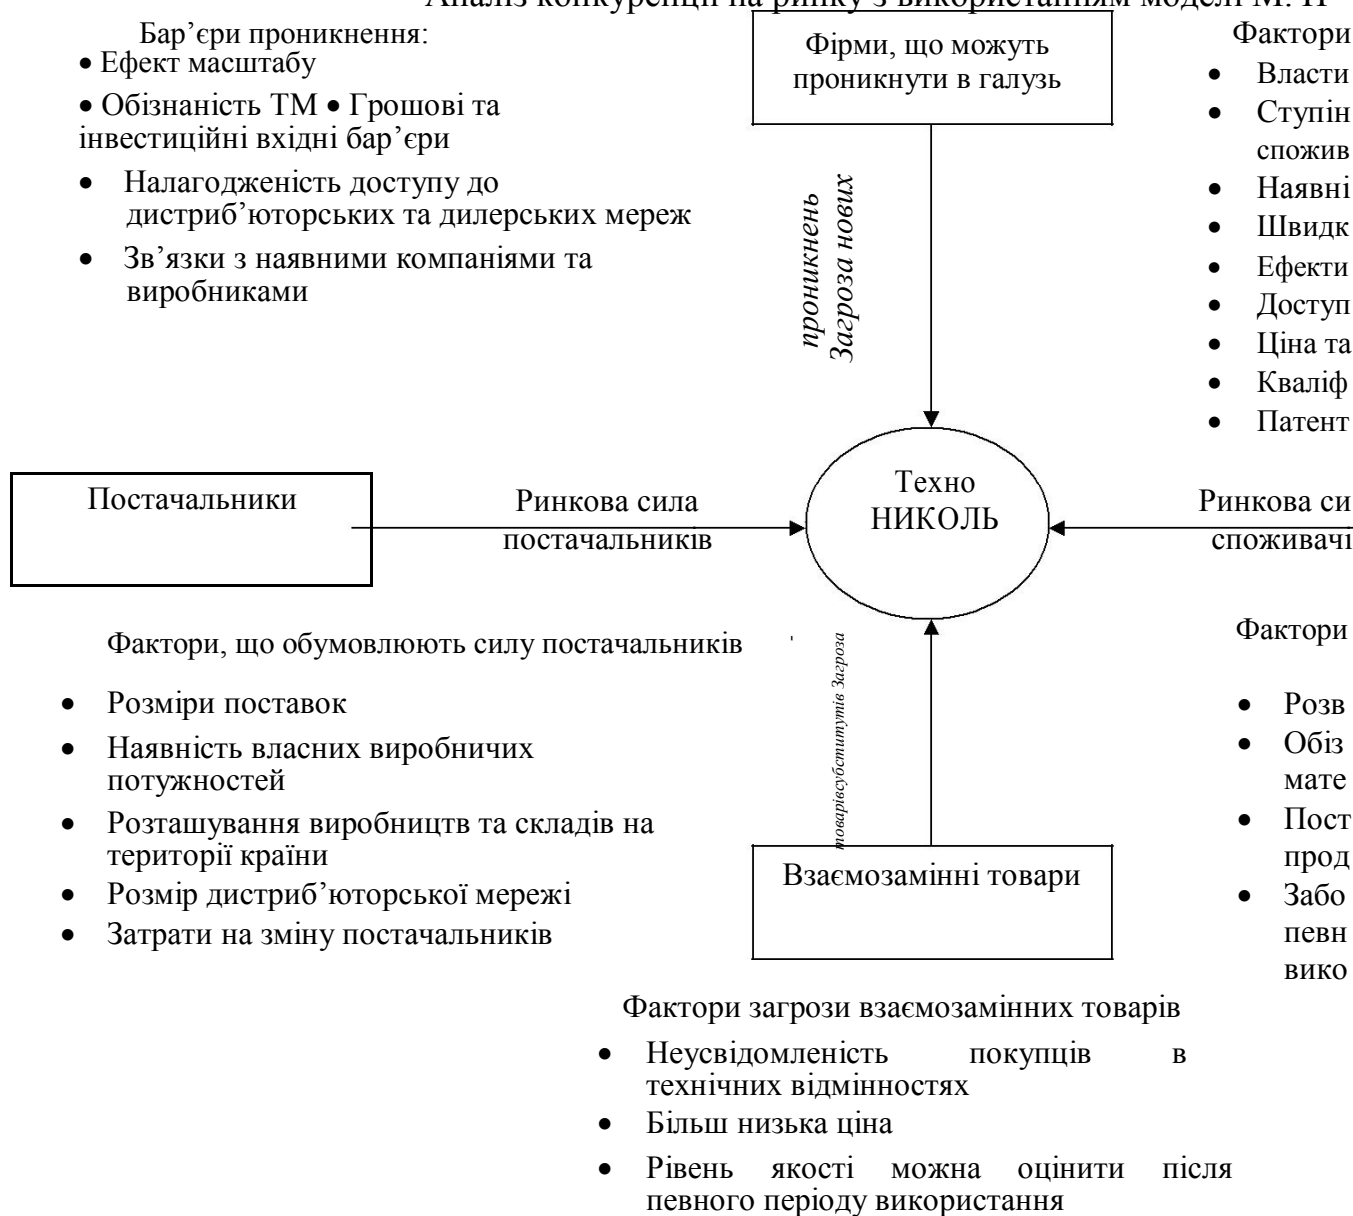 Аналіз конкуренції на ринку з використанням моделі М. П
Бар’єри проникнення:
• Ефект масштабу
• Обізнаність ТМ • Грошові та
інвестиційні вхідні бар’єри
• Налагодженість доступу до
дистриб’юторських та дилерських мереж
• Зв’язки з наявними компаніями та
виробниками
Фірми, що можуть
проникнути в галузь
Фактори
• Власти
• Ступін
спожив
• Наявні
• Швидк
• Ефекти
• Доступ
• Ціна та
• Кваліф
• Патент
проникнень
Загроза нових
Постачальники
Ринкова сила
постачальників
Техно
НИКОЛЬ
Ринкова си
споживачі
Фактори, що обумовлюють силу постачальників
• Розміри поставок
• Наявність власних виробничих
потужностей
• Розташування виробництв та складів на
території країни
• Розмір дистриб’юторської мережі
• Затрати на зміну постачальників
товарівсубститутів Загроза
Взаємозамінні товари
Фактори
• Розв
• Обіз
мате
• Пост
прод
• Забо
певн
вико
Фактори загрози взаємозамінних товарів
• Неусвідомленість покупців в
технічних відмінностях
• Більш низька ціна
• Рівень якості можна оцінити після
певного періоду використання